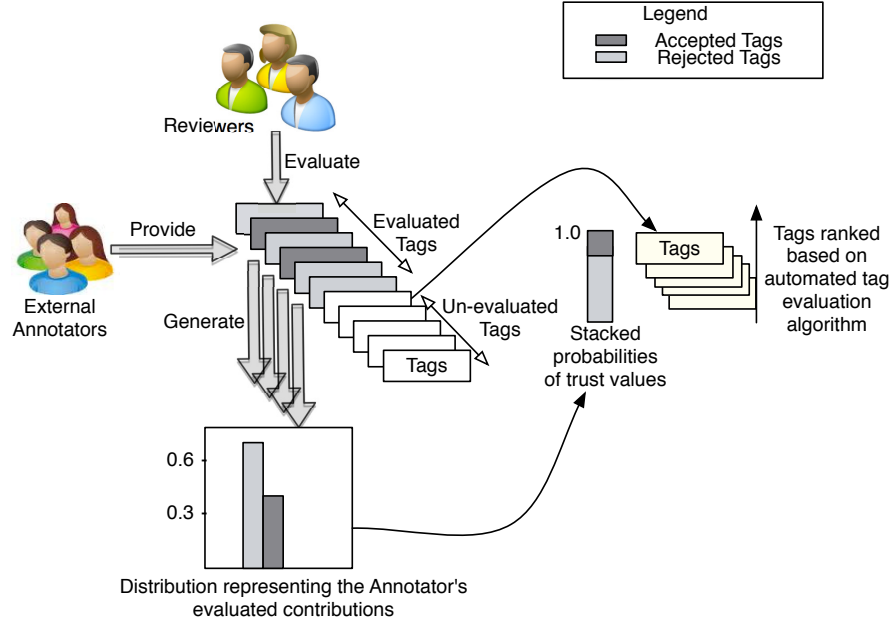 Legend
Accepted Tags
Rejected Tags
Reviewers
Evaluate
Provide
Evaluated
Tags
External
Annotators
Generate
Un-evaluated
Tags
Tags
1.0
Stacked
probabilities
of trust values
Tags
Tags ranked
based on
automated tag
evaluation
algorithm
0.6
0.3
Distribution representing the Annotator's
evaluated contributions